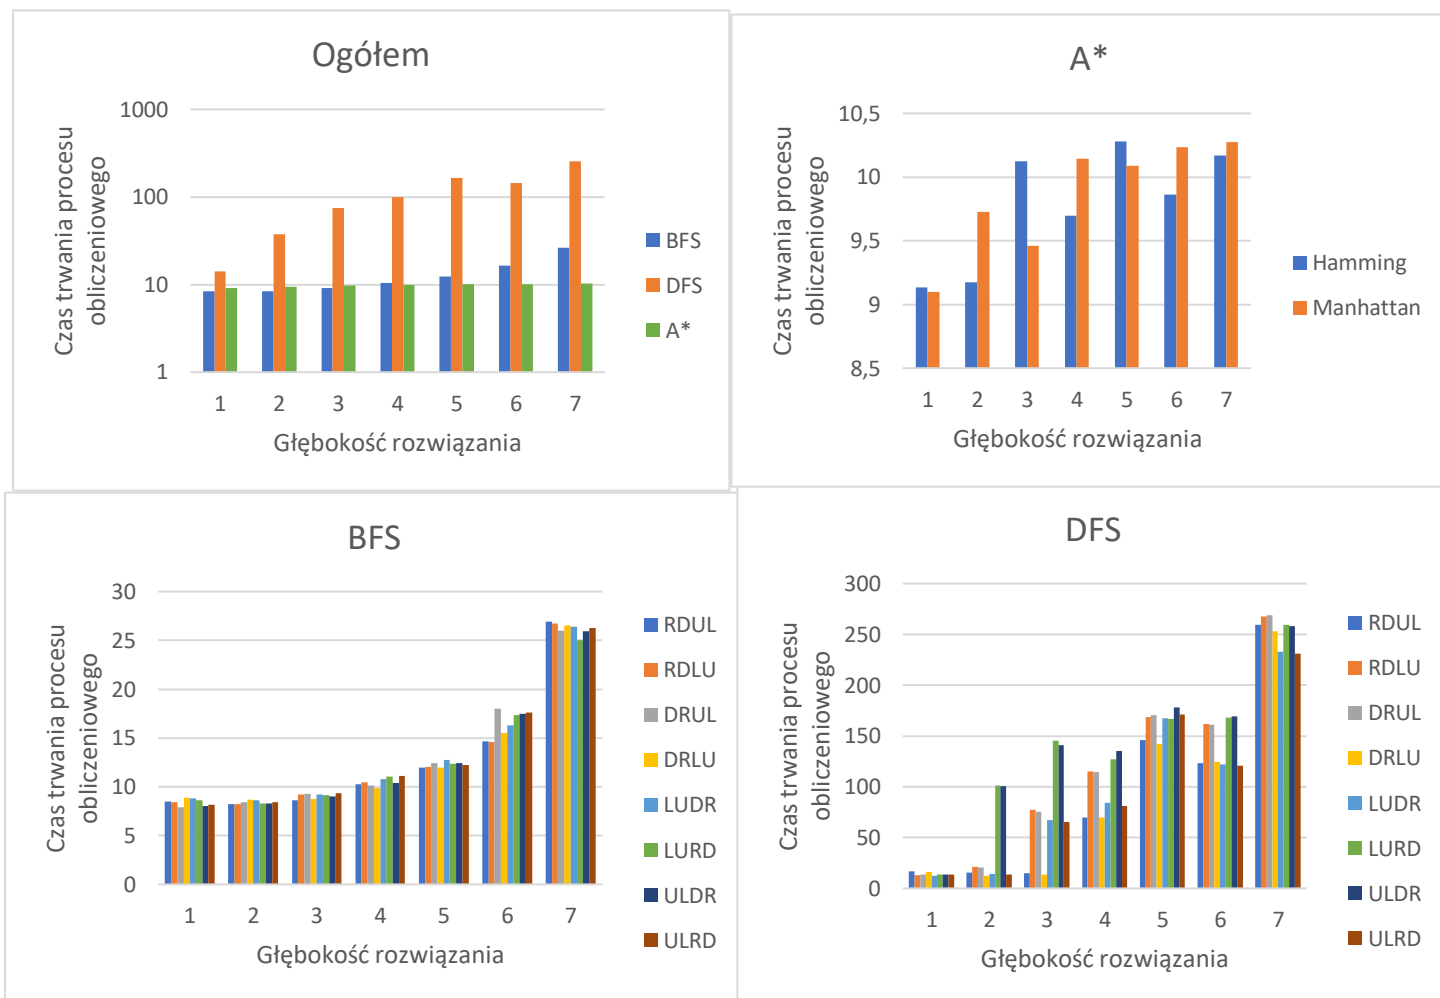 Ogółem
Czas trwania procesu
obliczeniowego
1000
100
10
1
1 2 3 4 5 6 7
Głębokość rozwiązania
BFS
DFS
A*
A*
Czas trwania procesu
obliczeniowego
10,5
10
9,5
9
8,5
1 2 3 4 5 6 7
Głębokość rozwiązania
Hamming
Manhattan
BFS
Czas trwania procesu
obliczeniowego
30
25
20
15
10
5
0
1 2 3 4 5 6 7
Głębokość rozwiązania
RDUL
RDLU
DRUL
DRLU
LUDR
LURD
ULDR
ULRD
DFS
Czas trwania procesu
obliczeniowego
300
250
200
150
100
50
0
1 2 3 4 5 6 7
Głębokość rozwiązania
RDUL
RDLU
DRUL
DRLU
LUDR
LURD
ULDR
ULRD